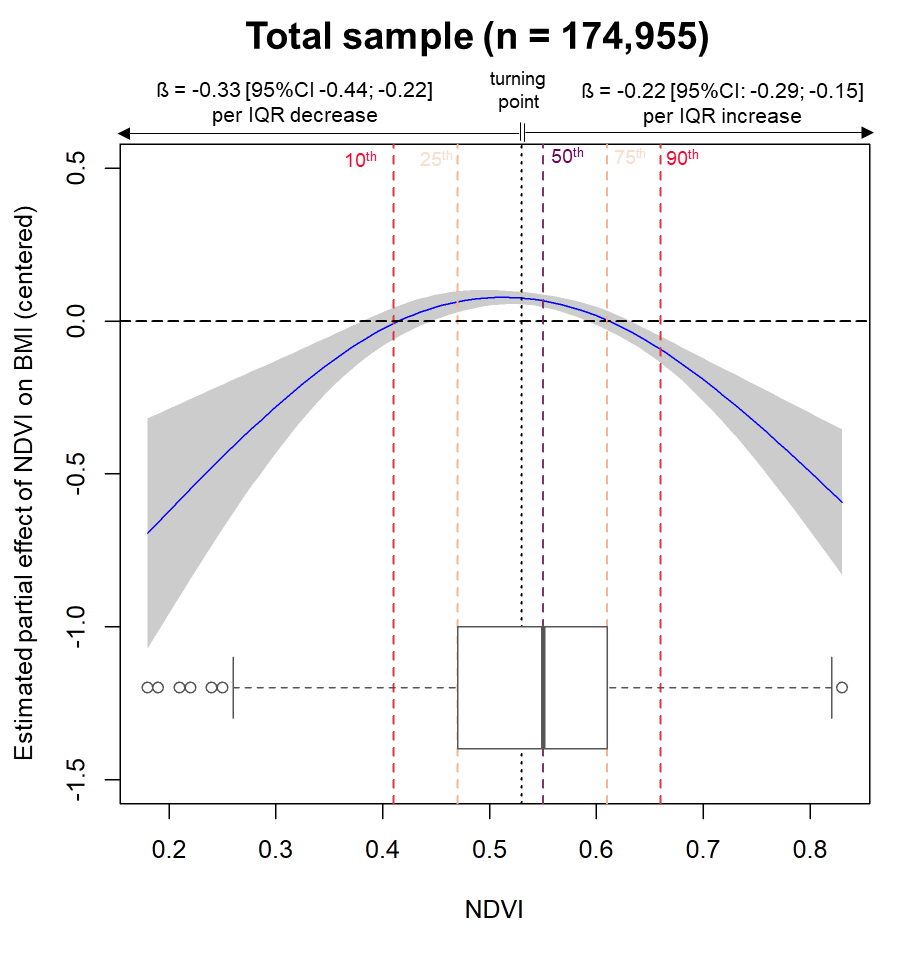 Total sample (n = 174,955)
ß = -0.33 [95%CI -0.44; -0.22]
per IQR decrease
turning
point
ß = -0.22 [95%CI: -0.29; -0.15]
per IQR increase
10th
25th
50th
75th
90th
0.5
0.0
-0.5
-1.0
-1.5
Estimated partial effect of NDVI on BMI (centered)
0.2 0.3 0.4 0.5 0.6 0.7 0.8
NDVI